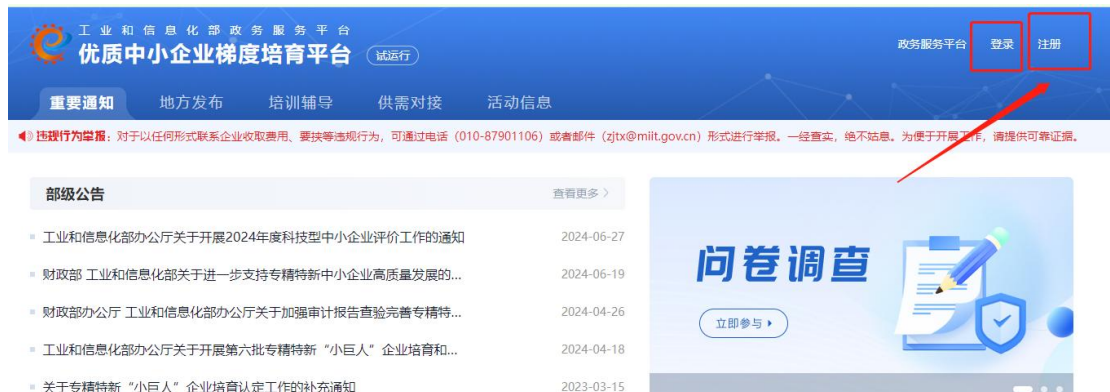 工业和信息化部政务服务平台
优质中小企业梯度培育平台 试运行
政务服务平台 登录 注册
重要通知 地方发布 培训辅导 供需对接 活动信息
违规行为举报：对于以任何形式联系企业收取费用、要挟等违规行为，可通过电话（010-87901106）或者邮件（zjtx@miit.gov.cn）形式进行举报。一经查实，绝不姑息。为便于开展工作，请提供可靠证据。
部级公告 查看更多 〉
工业和信息化部办公厅关于开展2024年度科技型中小企业评价工作的通知 2024-06-27
财政部 工业和信息化部关于进一步支持专精特新中小企业高质量发展的... 2024-06-19
财政部办公厅 工业和信息化部办公厅关于加强审计报告查验完善专精特... 2024-04-26
工业和信息化部办公厅关于开展第六批专精特新“小巨人”企业培育和... 2024-04-18
关于专精特新“小巨人”企业培育认定工作的补充通知 2023-03-15
问卷调查
立即参与